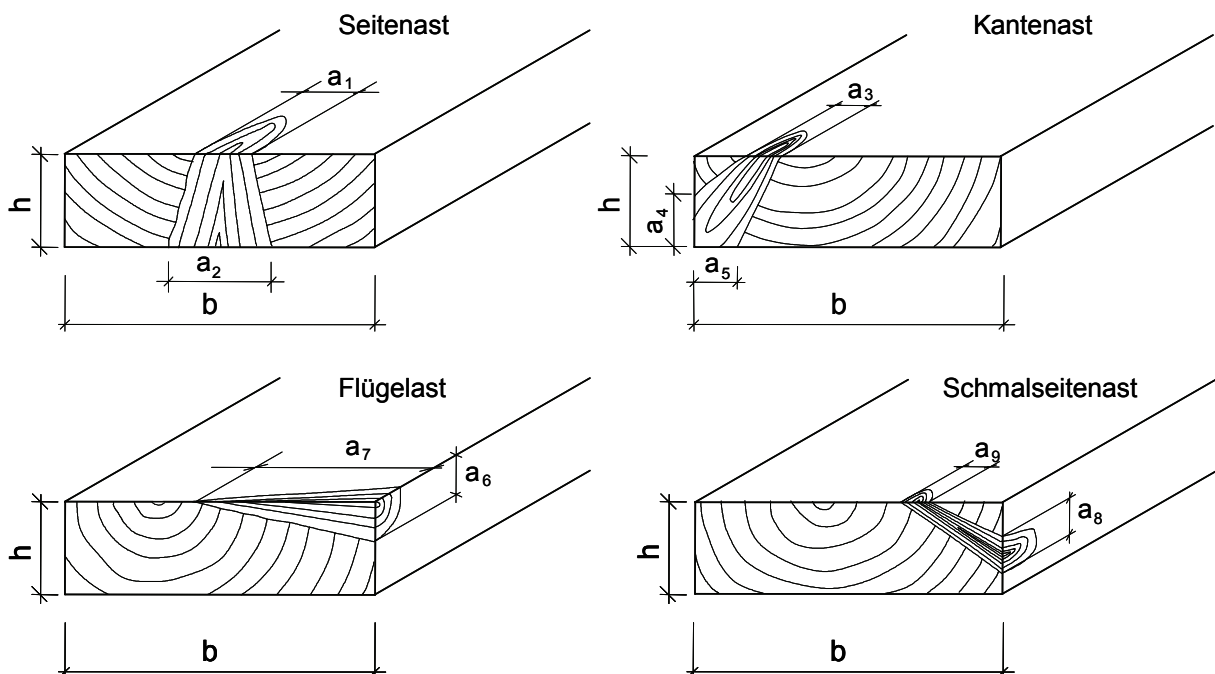 Seitenast
a₁
h
a₂
b
Kantenast
a₃
h
a₄
a₅
b
Flügelast
a₇
a₆
h
b
Schmalseitenast
a₉
a₈
h
b